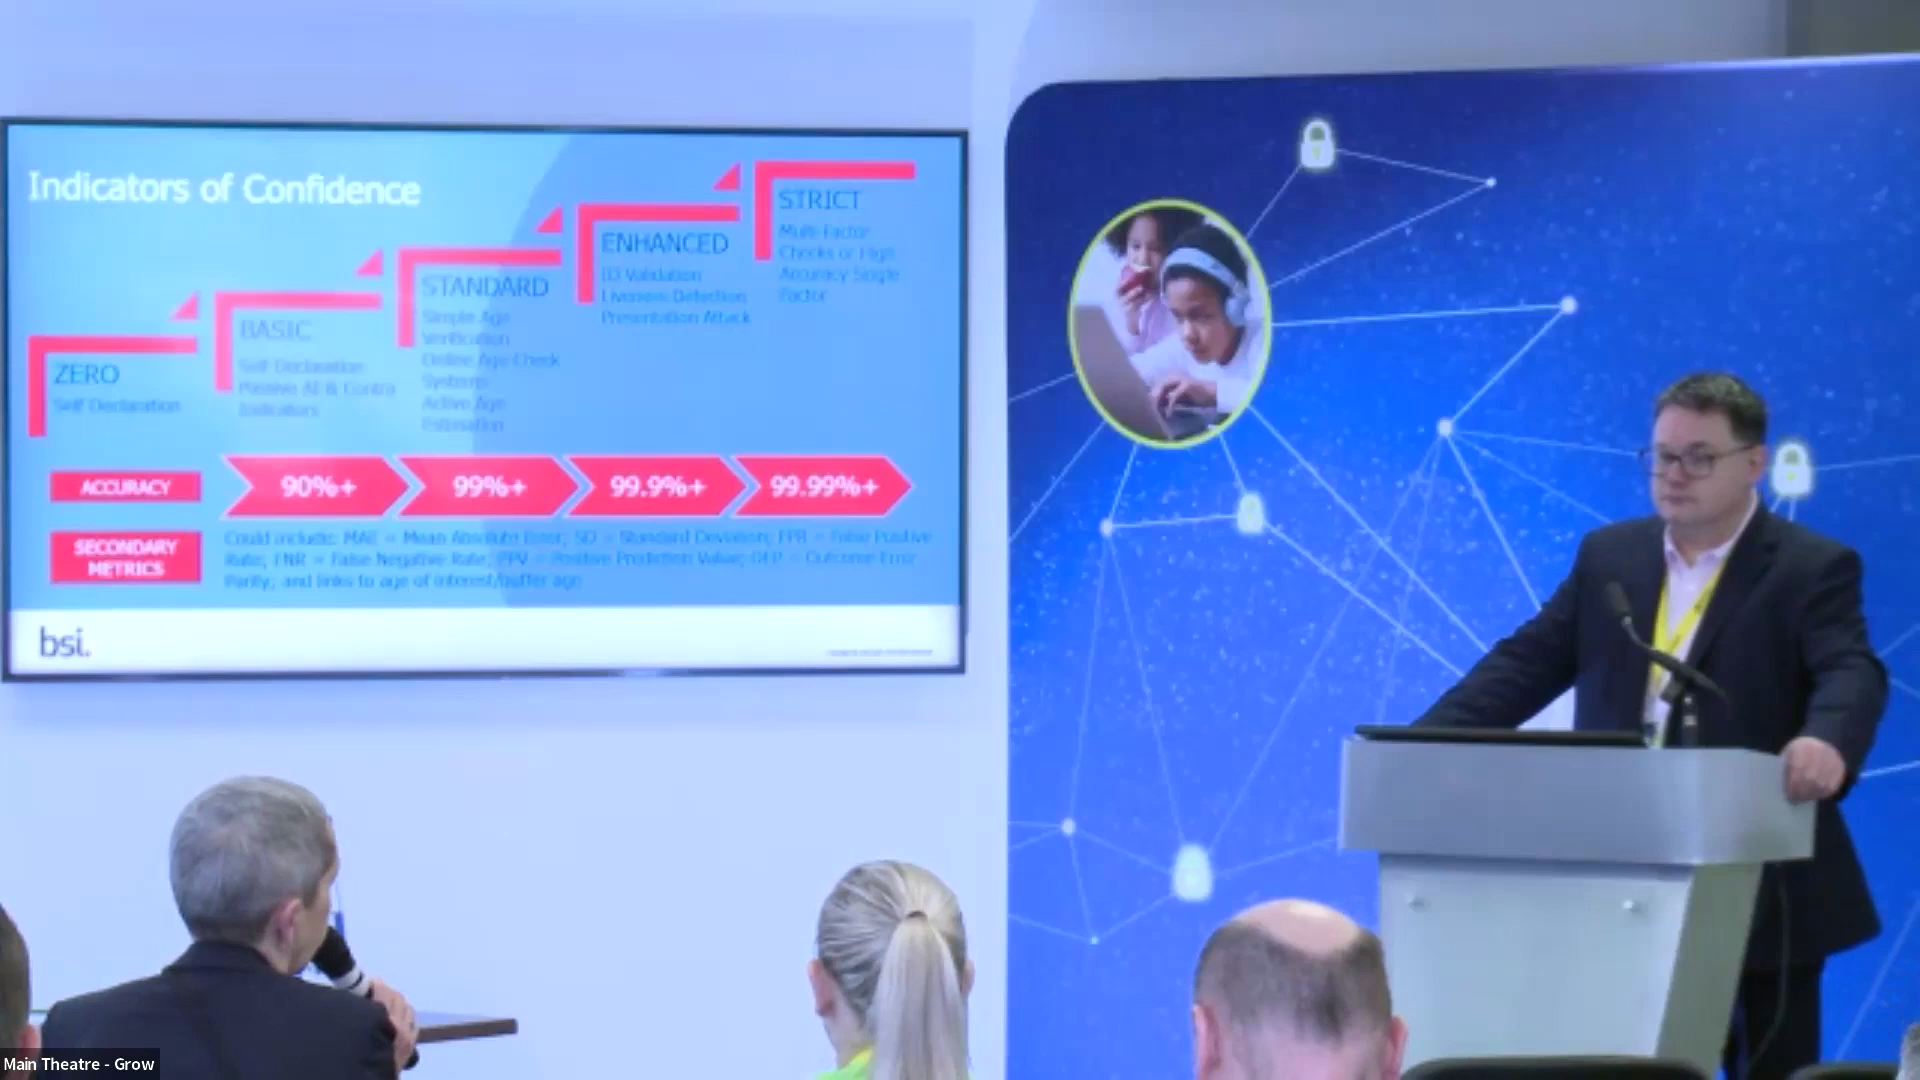 Indicators of Confidence
ZERO
Self Declaration
BASIC
Self Declaration
Passive AI & Contra
Indicators
STANDARD
Simple Age
Verification
Online Age Check
Systems
Active Age
Estimation
ENHANCED
ID Validation
Liveness Detection
Presentation Attack
STRICT
Multi Factor
Checks or High
Accuracy Single
Factor
ACCURACY
90%+
99%+
99.9%+
99.99%+
SECONDARY
METRICS
Could include: MAE = Mean Absolute Error; SD = Standard Deviation; FPR = False Positive
Rate; FNR = False Negative Rate; PPV = Positive Prediction Value; OEP = Outcome Error
Parity; and links to age of interest/buffer age
bsi.
Main Theatre - Grow